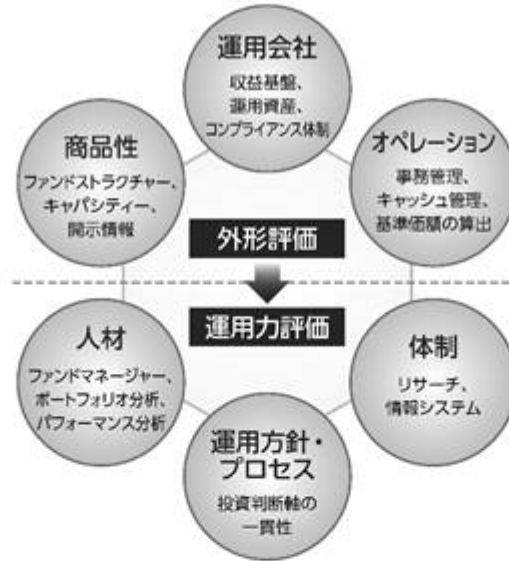 運用会社
収益基盤、
運用資産、
コンプライアンス体制
商品性
ファンドストラクチャー、
キャパシティー、
開示情報
オペレーション
事務管理、
キャッシュ管理、
基準価額の算出
外形評価
運用力評価
人材
ファンドマネージャー、
ポートフォリオ分析、
パフォーマンス分析
体制
リサーチ、
情報システム
運用方針・
プロセス
投資判断軸の
一貫性